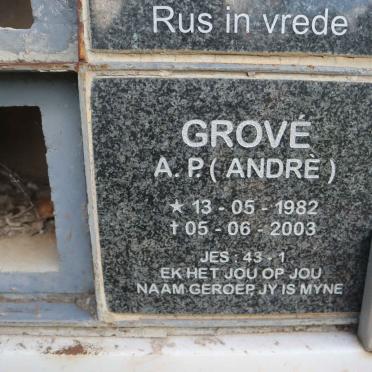 Rus in vrede
GROVÉ
A. P. ( ANDRÈ )
★ 13 - 05 - 1982
† 05 - 06 - 2003
JES : 43 - 1
EK HET JOU OP JOU
NAAM GEROEP, JY IS MYNE